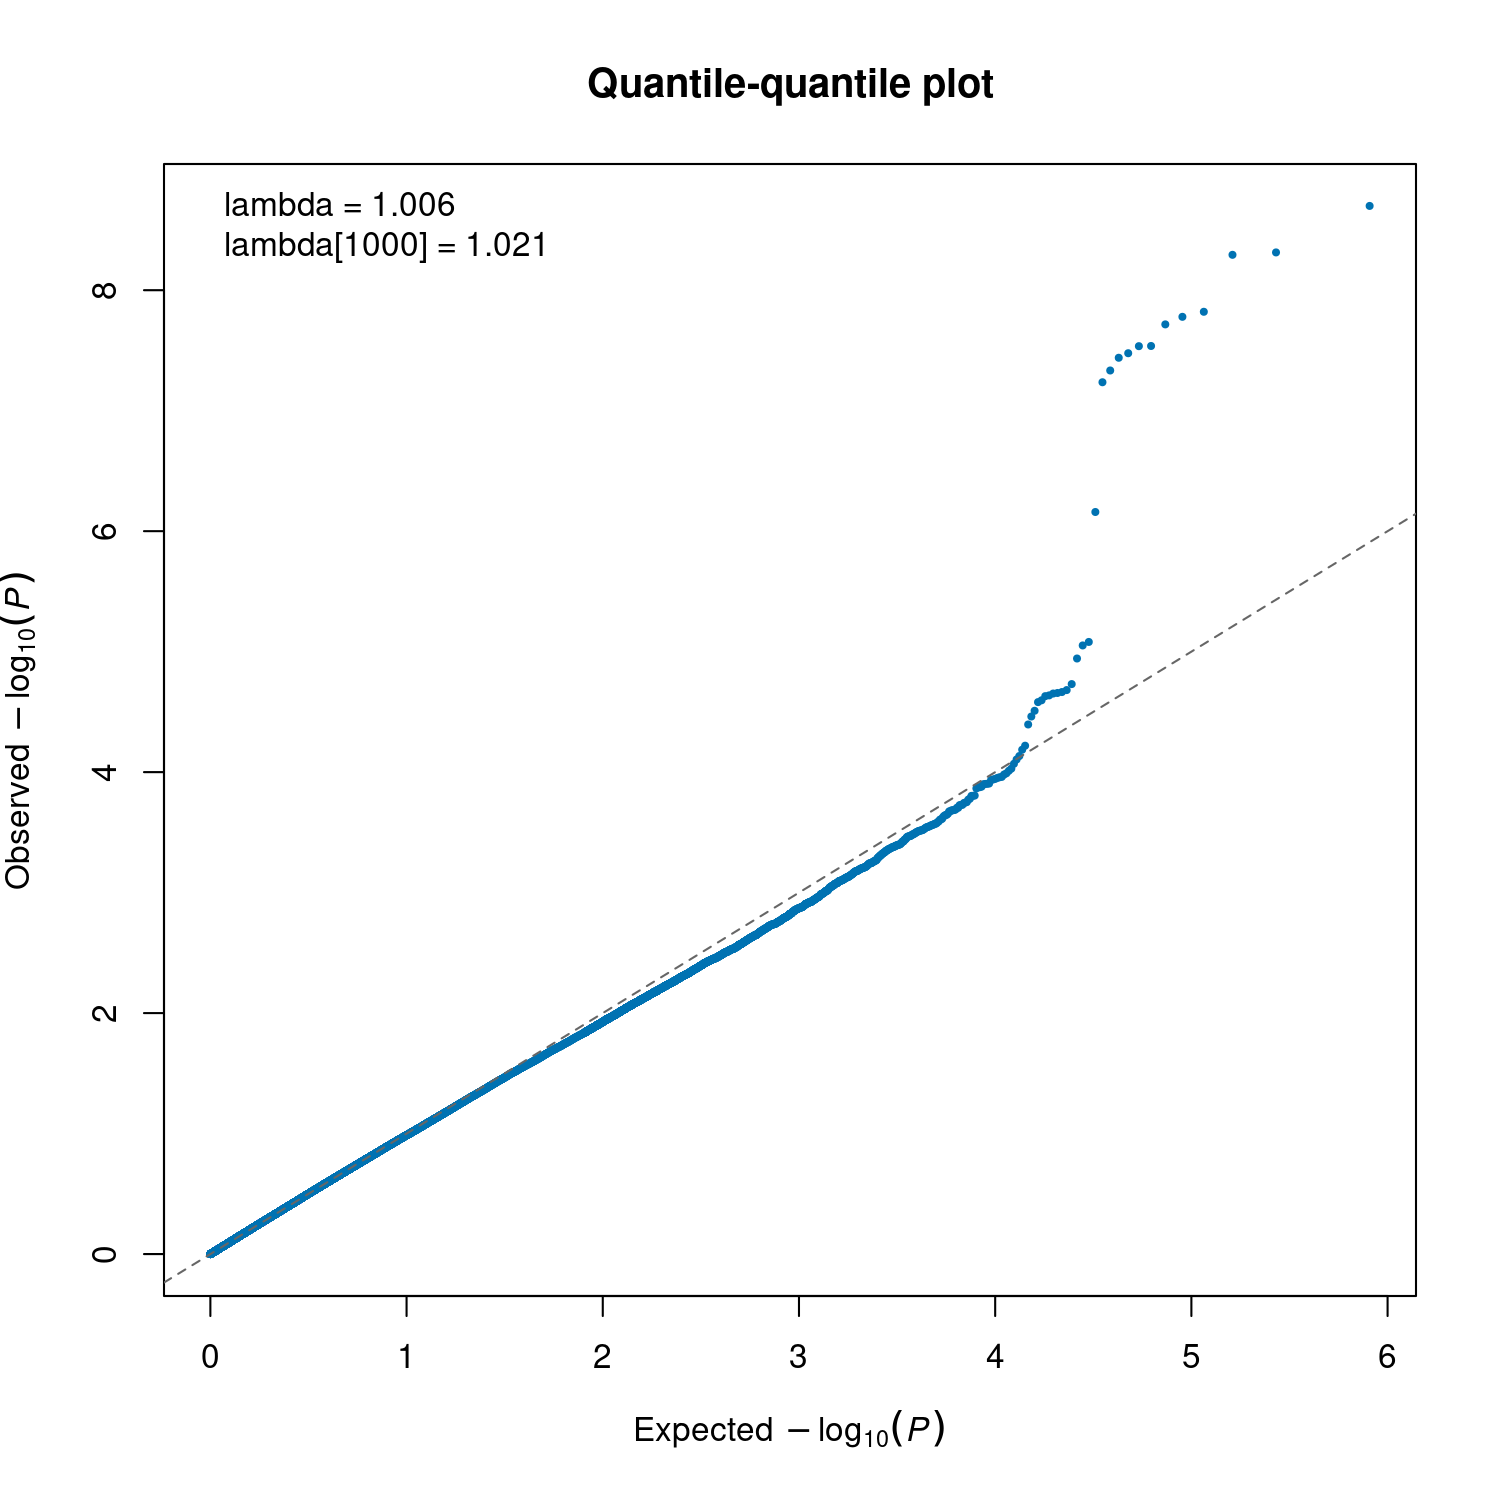 Quantile-quantile plot
lambda = 1.006
lambda[1000] = 1.021
8
6
4
2
0
Observed −log₁₀(P)
0 1 2 3 4 5 6
Expected −log₁₀(P)